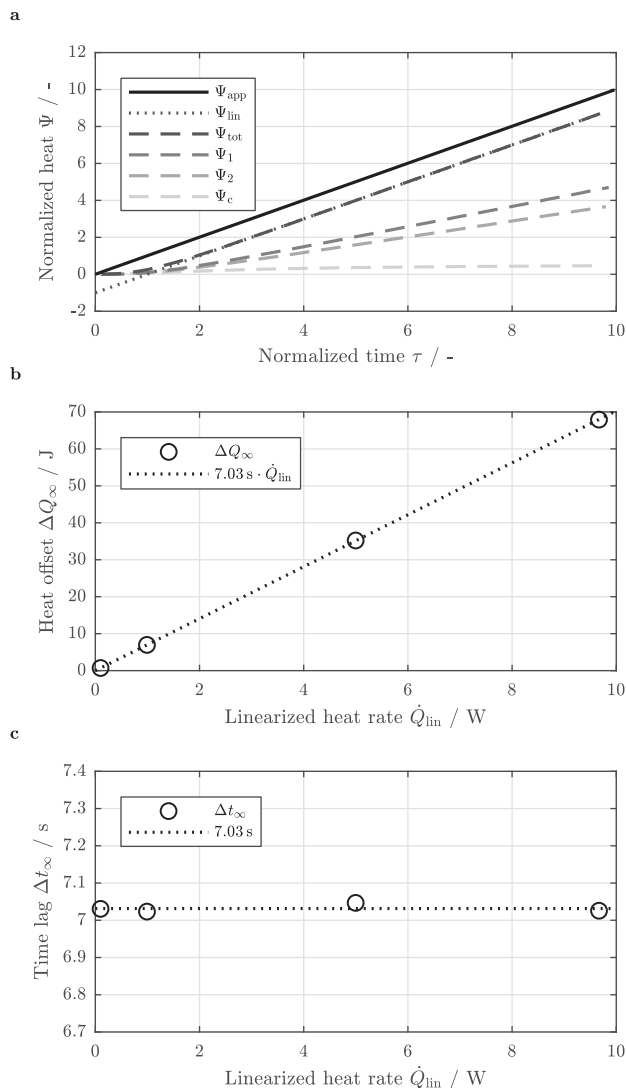 a
12
10
8
6
4
2
0
-2
Normalized heat Ψ / -
Ψapp
Ψlin
Ψtot
Ψ1
Ψ2
Ψc
0 2 4 6 8 10
Normalized time τ / -
b
70
60
50
40
30
20
10
0
Heat offset ΔQ∞ / J
ΔQ∞
7.03 s · Q̇lin
0 2 4 6 8 10
Linearized heat rate Q̇lin / W
c
7.4
7.3
7.2
7.1
7
6.9
6.8
6.7
Time lag Δt∞ / s
Δt∞
7.03 s
0 2 4 6 8 10
Linearized heat rate Q̇lin / W